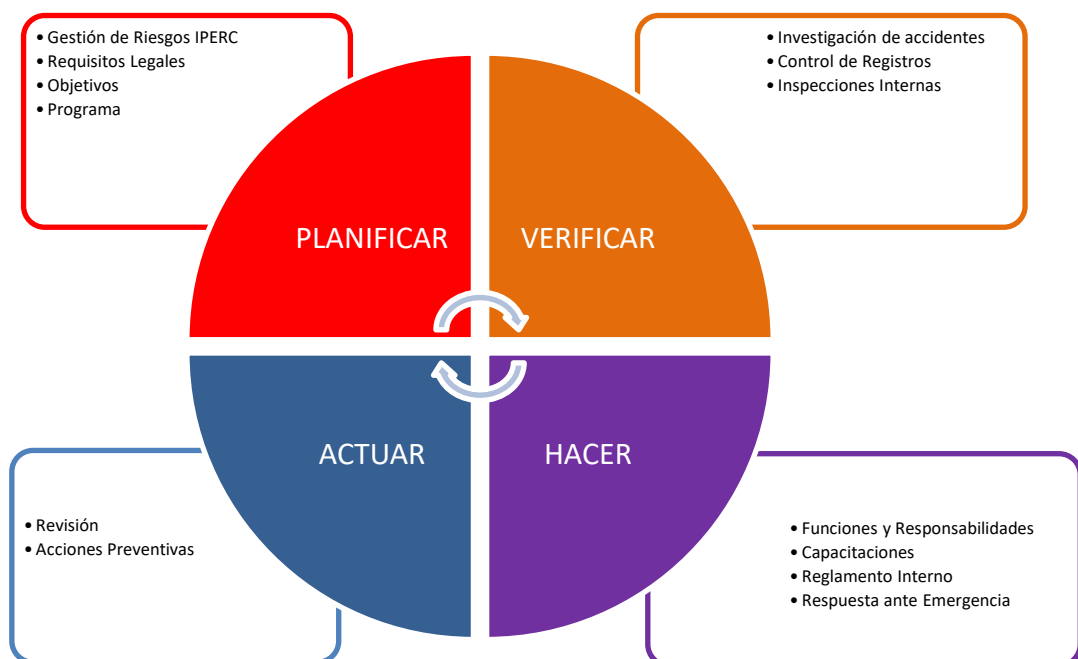 • Gestión de Riesgos IPERC
• Requisitos Legales
• Objetivos
• Programa
• Investigación de accidentes
• Control de Registros
• Inspecciones Internas
PLANIFICAR
VERIFICAR
ACTUAR
HACER
• Revisión
• Acciones Preventivas
• Funciones y Responsabilidades
• Capacitaciones
• Reglamento Interno
• Respuesta ante Emergencia